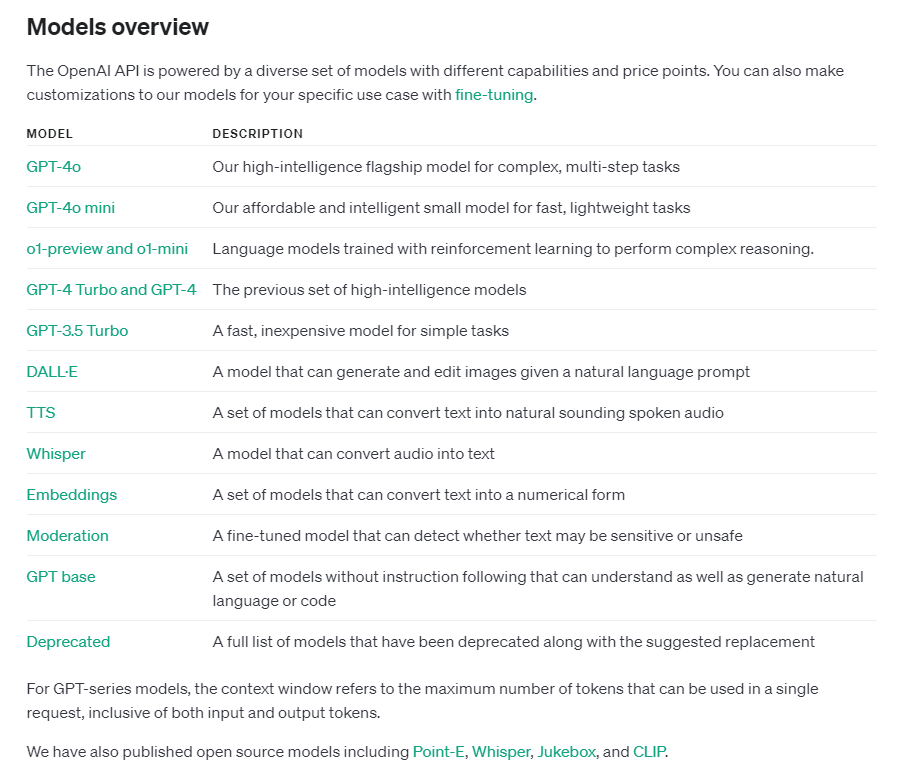 Models overview
The OpenAI API is powered by a diverse set of models with different capabilities and price points. You can also make
customizations to our models for your specific use case with fine-tuning.
MODEL DESCRIPTION
GPT-4o Our high-intelligence flagship model for complex, multi-step tasks
GPT-4o mini Our affordable and intelligent small model for fast, lightweight tasks
o1-preview and o1-mini Language models trained with reinforcement learning to perform complex reasoning.
GPT-4 Turbo and GPT-4 The previous set of high-intelligence models
GPT-3.5 Turbo A fast, inexpensive model for simple tasks
DALL·E A model that can generate and edit images given a natural language prompt
TTS A set of models that can convert text into natural sounding spoken audio
Whisper A model that can convert audio into text
Embeddings A set of models that can convert text into a numerical form
Moderation A fine-tuned model that can detect whether text may be sensitive or unsafe
GPT base A set of models without instruction following that can understand as well as generate natural
language or code
Deprecated A full list of models that have been deprecated along with the suggested replacement
For GPT-series models, the context window refers to the maximum number of tokens that can be used in a single
request, inclusive of both input and output tokens.
We have also published open source models including Point-E, Whisper, Jukebox, and CLIP.